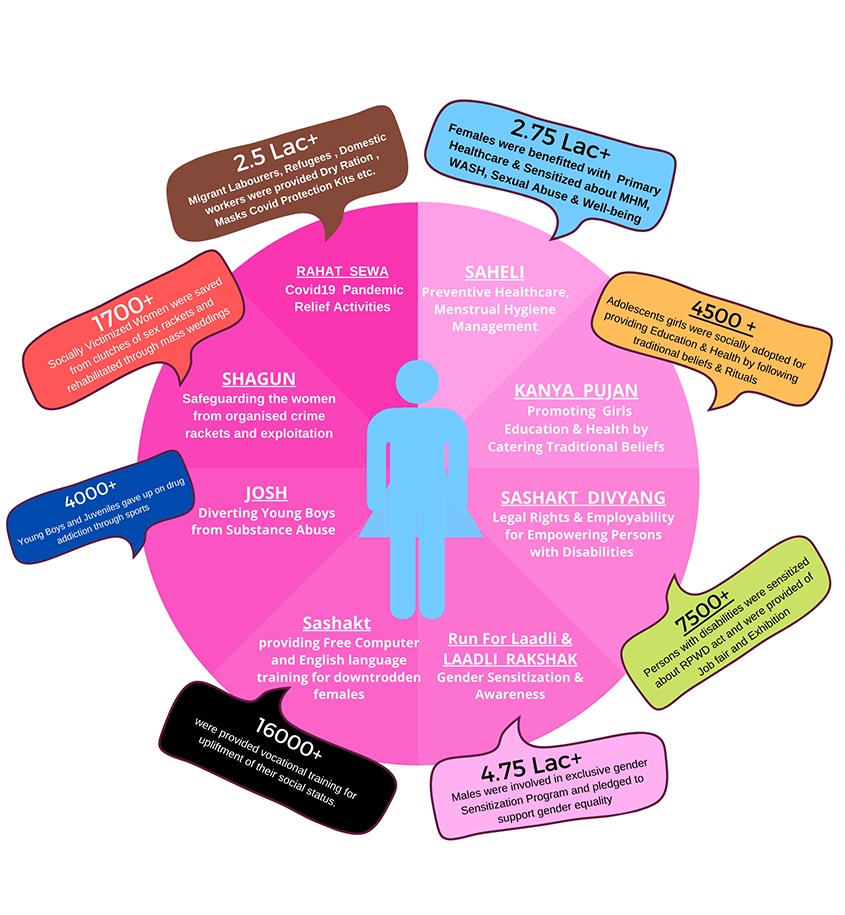 2.5 Lac+
Migrant Labourers, Refugees , Domestic
workers were provided Dry Ration ,
Masks Covid Protection Kits etc.
2.75 Lac+
Females were benefitted with Primary
Healthcare & Sensitized about MHM,
WASH, Sexual Abuse & Well-being
RAHAT SEWA
Covid19 Pandemic
Relief Activities
SAHELI
Preventive Healthcare,
Menstrual Hygiene
Management
1700+
Socially Victimized Women were saved
from clutches of sex rackets and
rehabilitated through mass weddings
4500 +
Adolescents girls were socially adopted for
providing Education & Health by following
traditional beliefs & Rituals
SHAGUN
Safeguarding the women
from organised crime
rackets and exploitation
KANYA PUJAN
Promoting Girls
Education & Health by
Catering Traditional Beliefs
4000+
Young Boys and Juveniles gave up on drug
addiction through sports
JOSH
Diverting Young Boys
from Substance Abuse
SASHAKT DIVYANG
Legal Rights & Employability
for Empowering Persons
with Disabilities
7500+
Persons with disabilities were sensitized
about RPWD act and were provided of
Job fair and Exhibition
Sashakt
providing Free Computer
and English language
training for downtrodden
females
Run For Laadli &
LAADLI RAKSHAK
Gender Sensitization &
Awareness
16000+
were provided vocational training for
upliftment of their social status.
4.75 Lac+
Males were involved in exclusive gender
Sensitization Program and pledged to
support gender equality